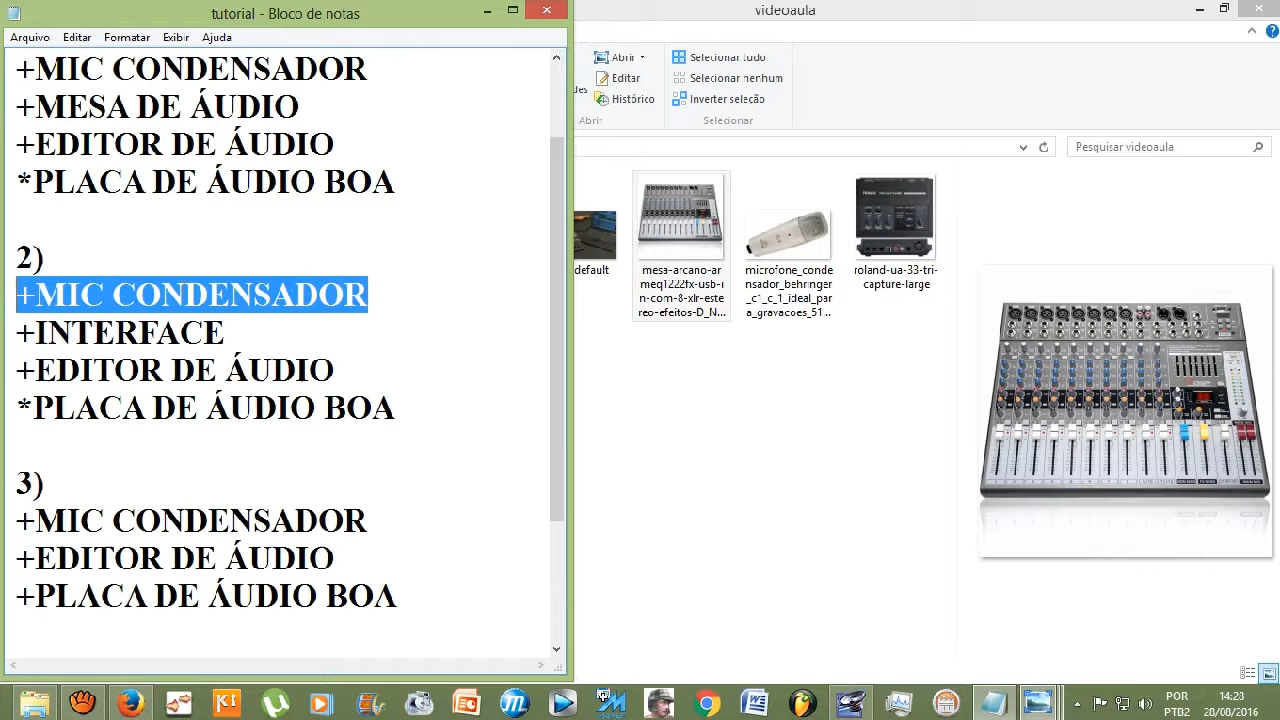 tutorial - Bloco de notas
Arquivo Editar Formatar Exibir Ajuda
+MIC CONDENSADOR
+MESA DE ÁUDIO
+EDITOR DE ÁUDIO
*PLACA DE ÁUDIO BOA
2)
+MIC CONDENSADOR
+INTERFACE
+EDITOR DE ÁUDIO
*PLACA DE ÁUDIO BOA
3)
+MIC CONDENSADOR
+EDITOR DE ÁUDIO
+PLACA DE ÁUDIO BOA
videoaula
Abrir
Editar
Histórico
des
Abrir
Selecionar tudo
Selecionar nenhum
Inverter seleção
Selecionar
Pesquisar videoaula
default
mesa-arcano-ar
meq1222fx-usb-i
n-com-8-xlr-este
reo-efeitos-D_N...
microfone_conde
nsador_behringer
_c1_c_1_ideal_par
a_gravacoes_51...
roland-ua-33-tri-
capture-large
POR
PTB2
14:23
28/08/2016